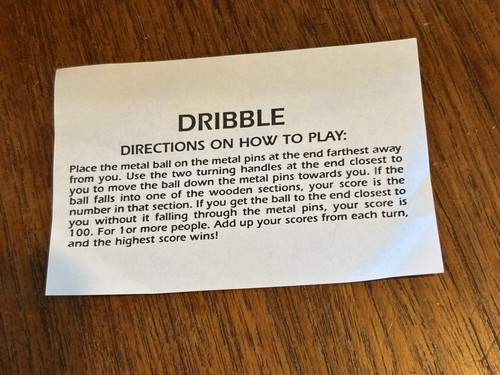 DRIBBLE
DIRECTIONS ON HOW TO PLAY:
Place the metal ball on the metal pins at the end farthest away
from you. Use the two turning handles at the end closest to
you to move the ball down the metal pins towards you. If the
ball falls into one of the wooden sections, your score is the
number in that section. If you get the ball to the end closest to
you without it falling through the metal pins, your score is
100. For 1or more people. Add up your scores from each turn,
and the highest score wins!